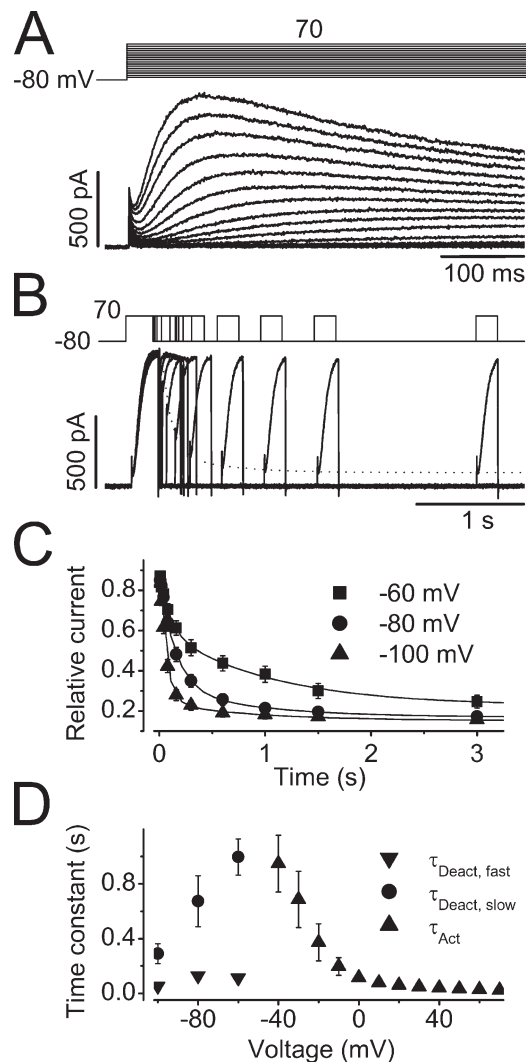 A
70
-80 mV
500 pA
100 ms
B
70
-80
500 pA
1 s
C
Relative current
0.8
0.6
0.4
0.2
-60 mV
-80 mV
-100 mV
0 1 2 3
Time (s)
D
Time constant (s)
0.8
0.4
0.0
τDeact, fast
τDeact, slow
τAct
-80 -40 0 40
Voltage (mV)